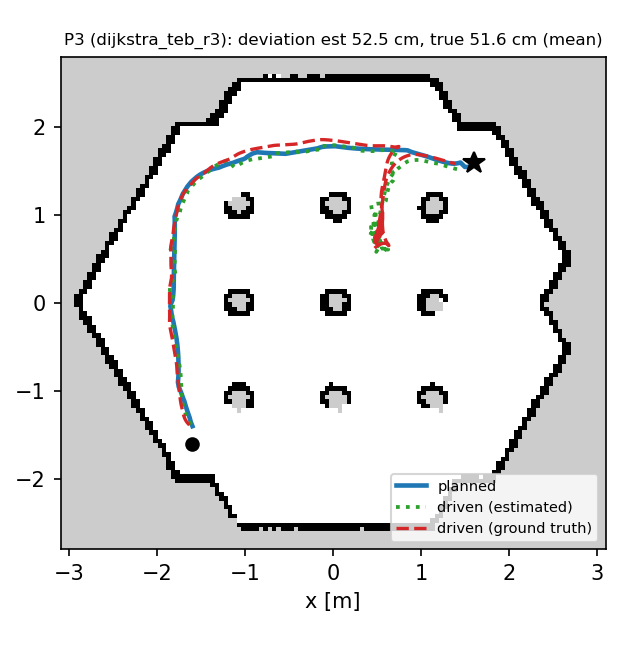 P3 (dijkstra_teb_r3): deviation est 52.5 cm, true 51.6 cm (mean)
2
1
0
−1
−2
planned
driven (estimated)
driven (ground truth)
−3 −2 −1 0 1 2 3
x [m]